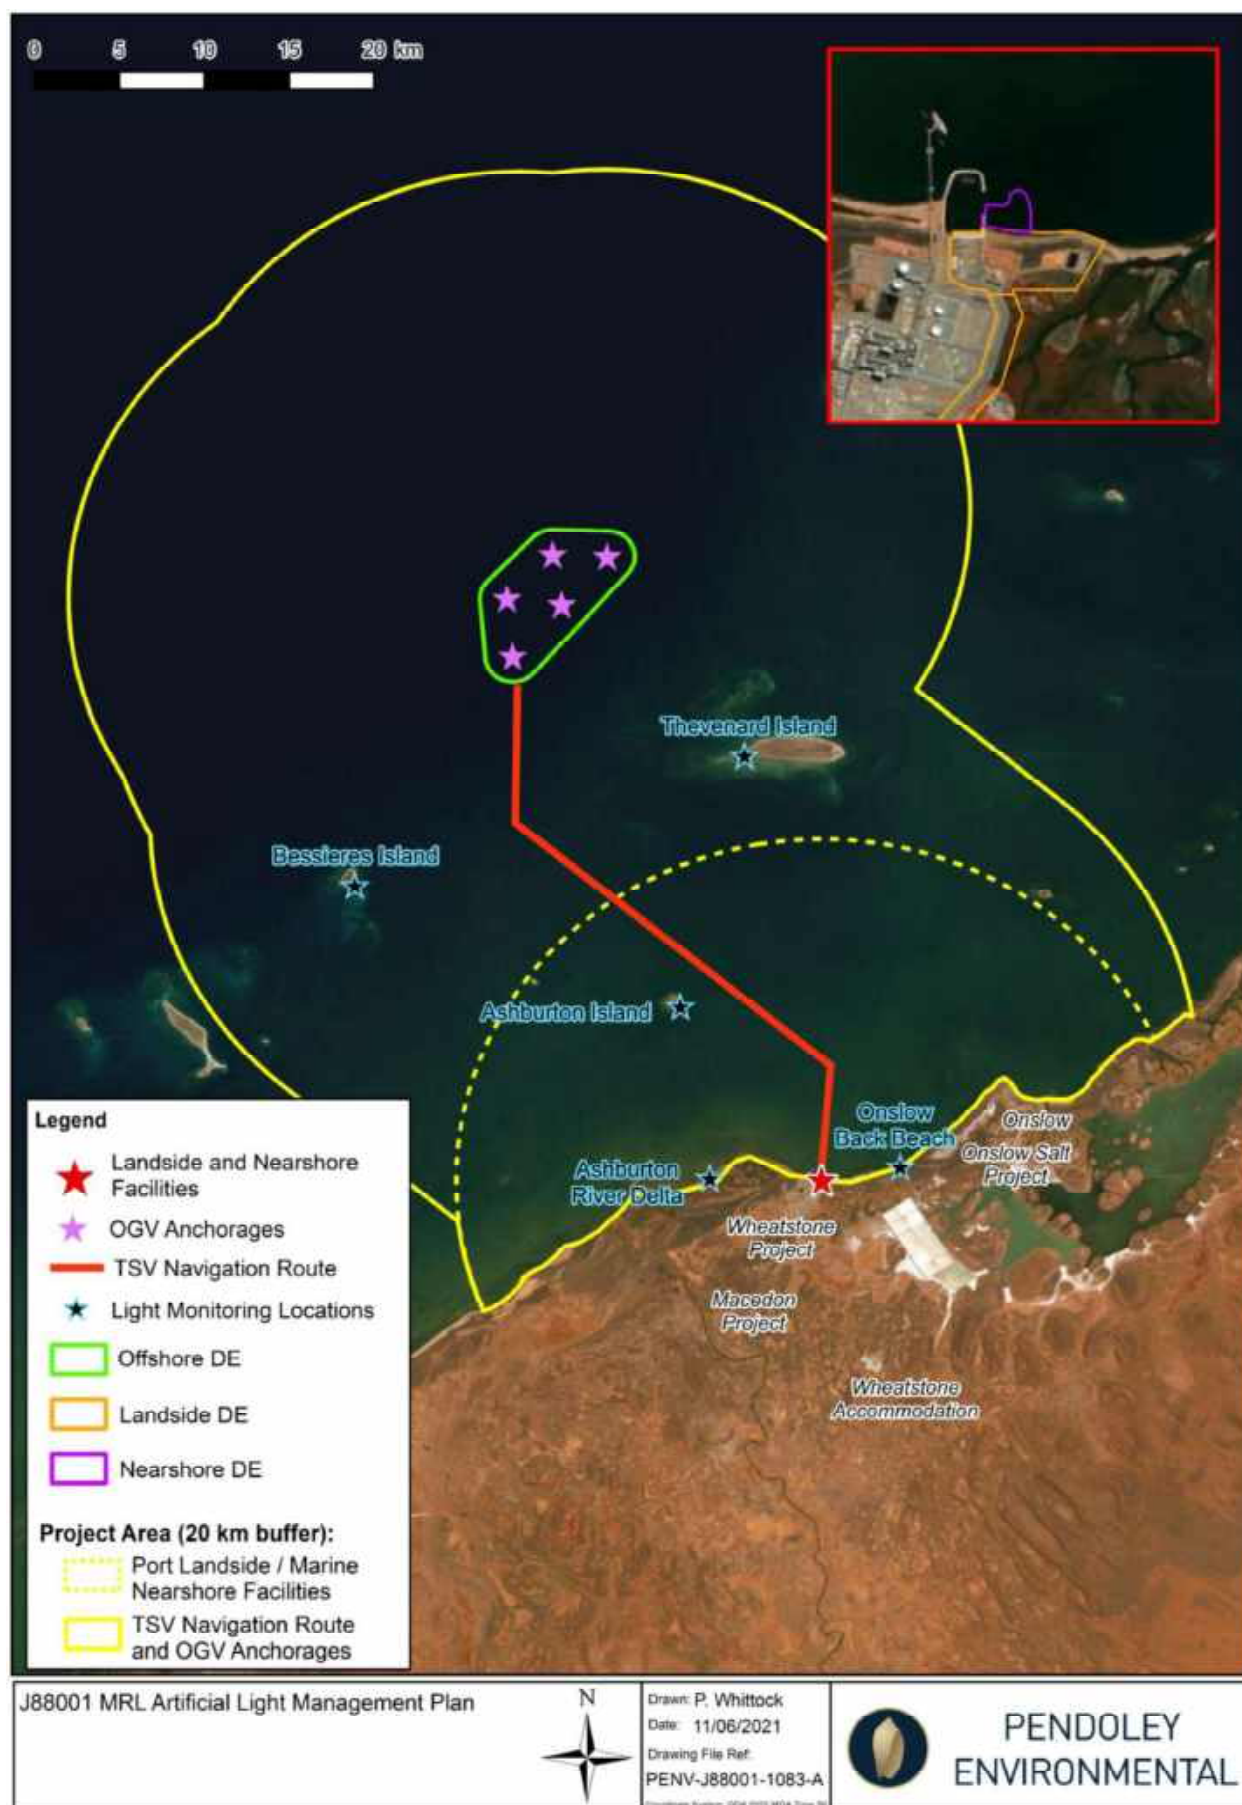 0 5 10 15 20 km
Thevenard Island
Bessieres Island
Ashburton Island
Onslow
Back Beach
Onslow
Onslow Salt
Project
Ashburton
River Delta
Wheatstone
Project
Macedon
Project
Wheatstone
Accommodation
Legend
Landside and Nearshore
Facilities
OGV Anchorages
TSV Navigation Route
Light Monitoring Locations
Offshore DE
Landside DE
Nearshore DE
Project Area (20 km buffer):
Port Landside / Marine
Nearshore Facilities
TSV Navigation Route
and OGV Anchorages
J88001 MRL Artificial Light Management Plan
N
Drawn: P. Whittock
Date: 11/06/2021
Drawing File Ref:
PENV-J88001-1083-A
PENDOLEY
ENVIRONMENTAL